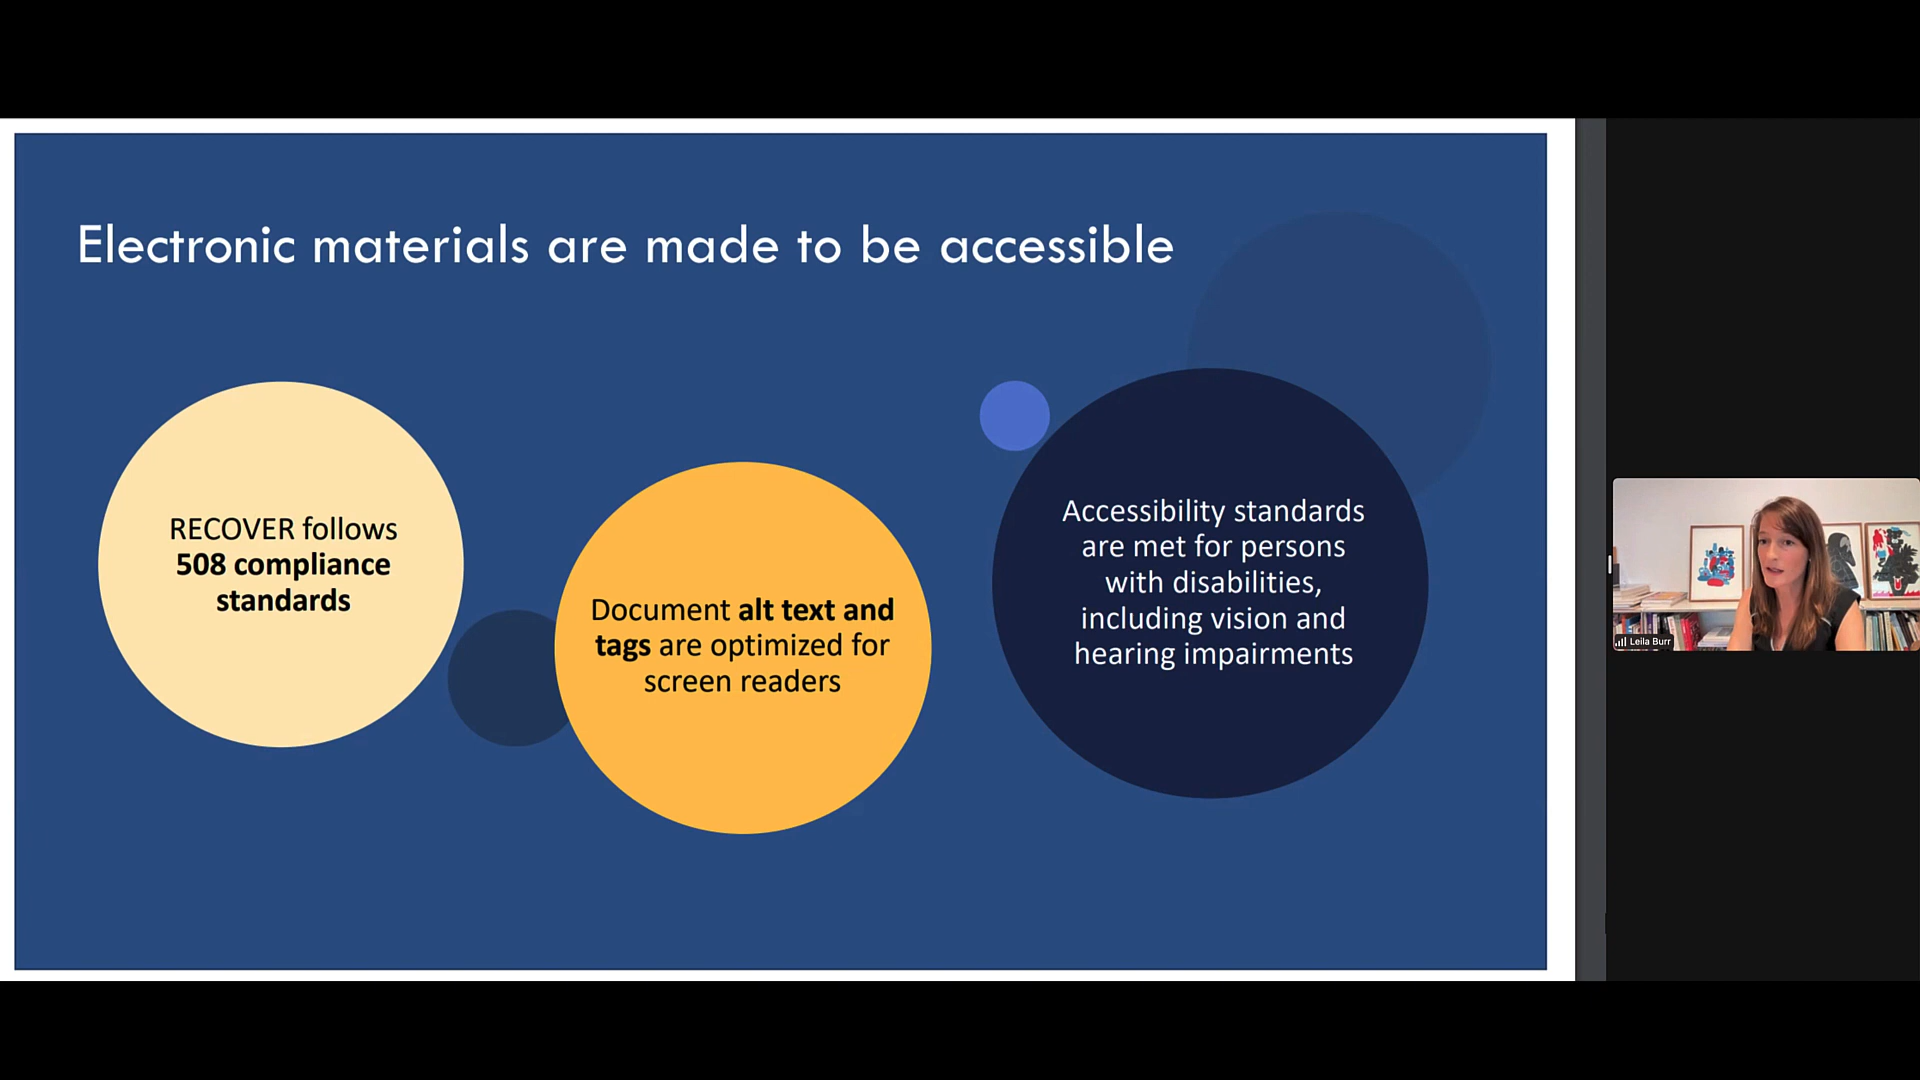 Electronic materials are made to be accessible
RECOVER follows
508 compliance
standards
Document alt text and
tags are optimized for
screen readers
Accessibility standards
are met for persons
with disabilities,
including vision and
hearing impairments
Leila Burr